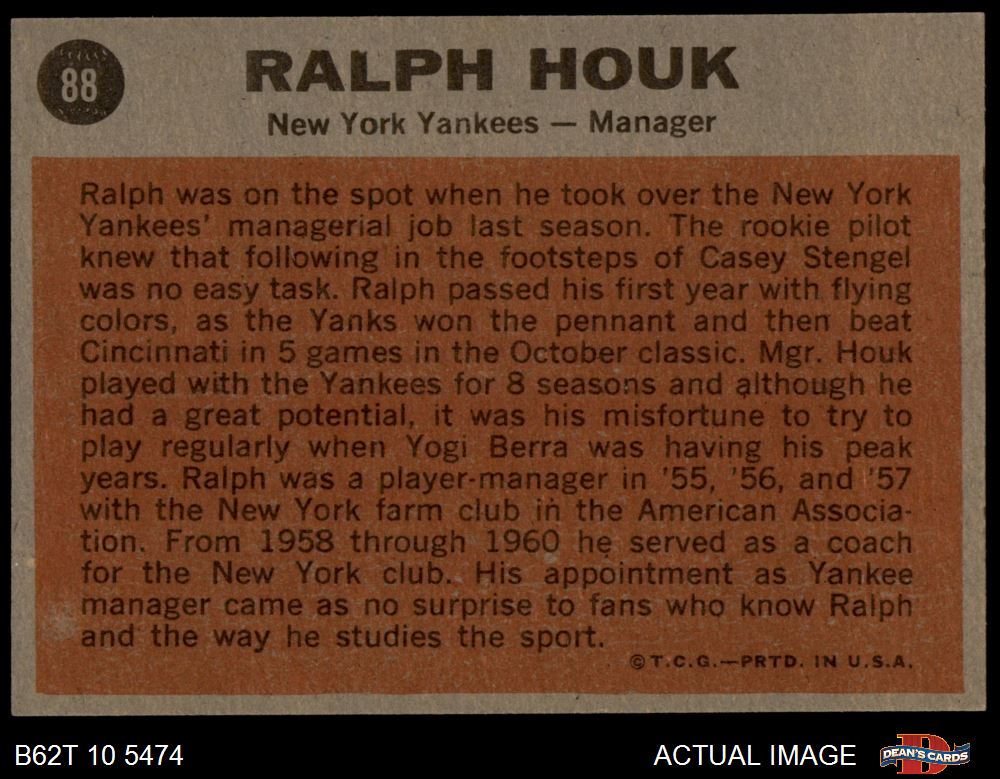 88
RALPH HOUK
New York Yankees — Manager
Ralph was on the spot when he took over the New York
Yankees' managerial job last season. The rookie pilot
knew that following in the footsteps of Casey Stengel
was no easy task. Ralph passed his first year with flying
colors, as the Yanks won the pennant and then beat
Cincinnati in 5 games in the October classic. Mgr. Houk
played with the Yankees for 8 seasons and although he
had a great potential, it was his misfortune to try to
play regularly when Yogi Berra was having his peak
years. Ralph was a player-manager in '55, '56, and '57
with the New York farm club in the American Associa-
tion. From 1958 through 1960 he served as a coach
for the New York club. His appointment as Yankee
manager came as no surprise to fans who know Ralph
and the way he studies the sport.
©T.C.G.—PRTD. IN U.S.A.
B62T 10 5474
ACTUAL IMAGE
D
DEAN'S CARDS